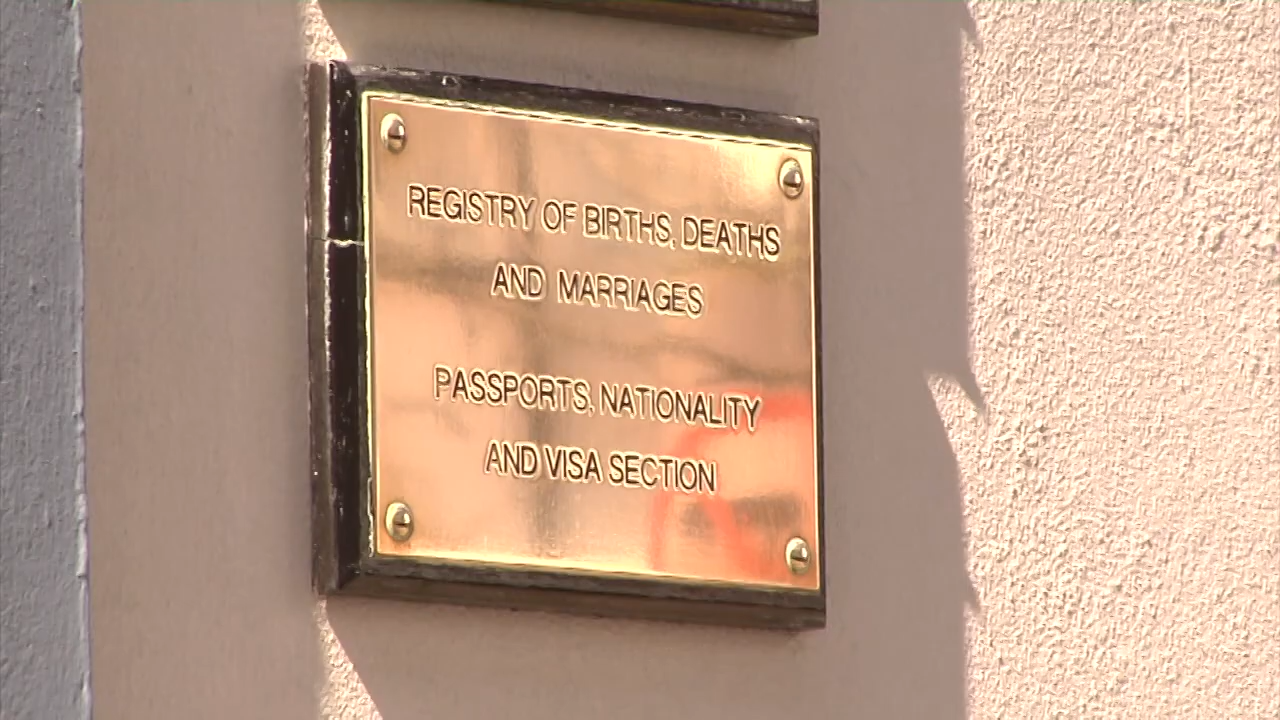 REGISTRY OF BIRTHS, DEATHS
AND MARRIAGES
PASSPORTS, NATIONALITY
AND VISA SECTION